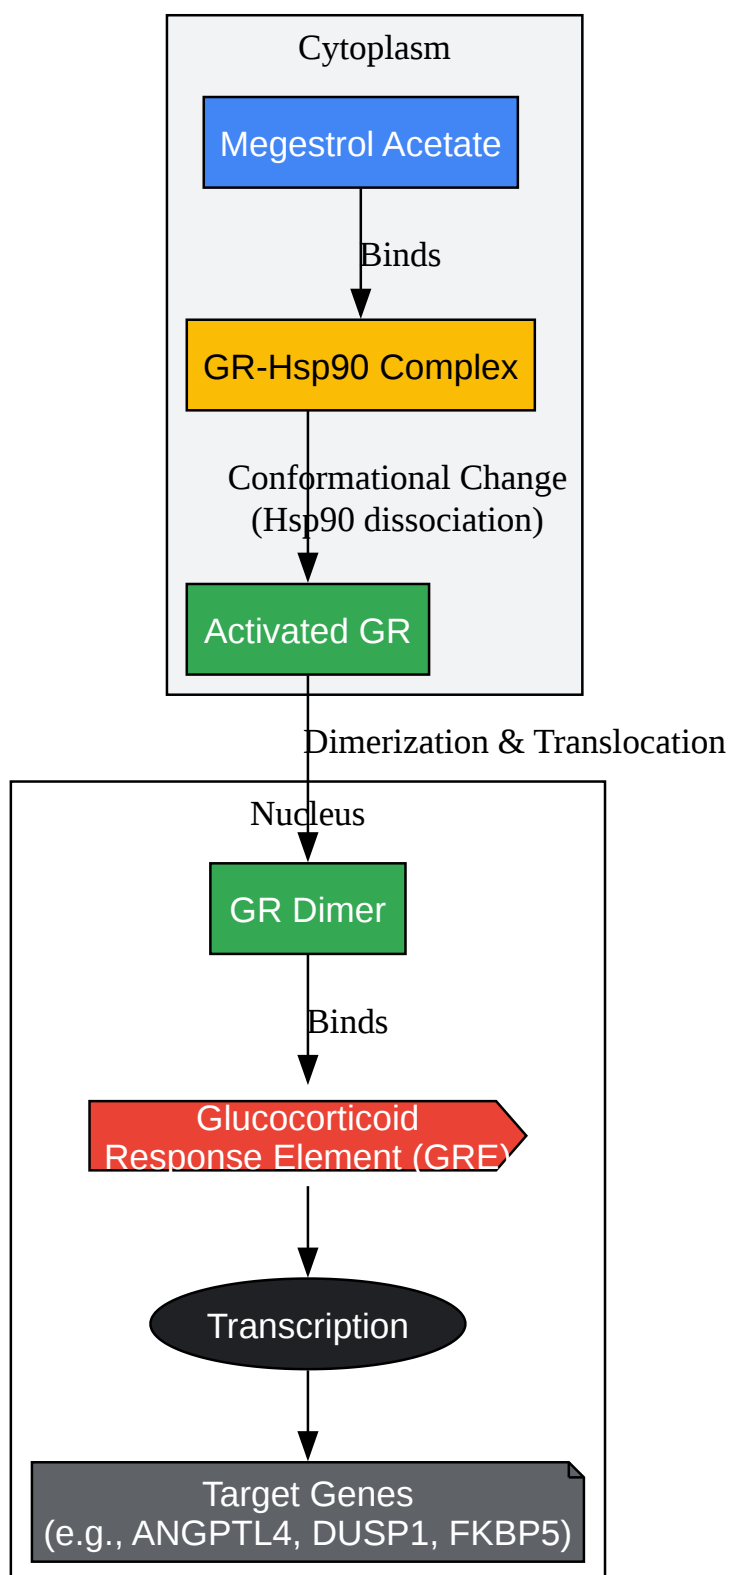 Cytoplasm
Megestrol Acetate
Binds
GR-Hsp90 Complex
Conformational Change
(Hsp90 dissociation)
Activated GR
Dimerization & Translocation
Nucleus
GR Dimer
Binds
Glucocorticoid
Response Element (GRE)
Transcription
Target Genes
(e.g., ANGPTL4, DUSP1, FKBP5)